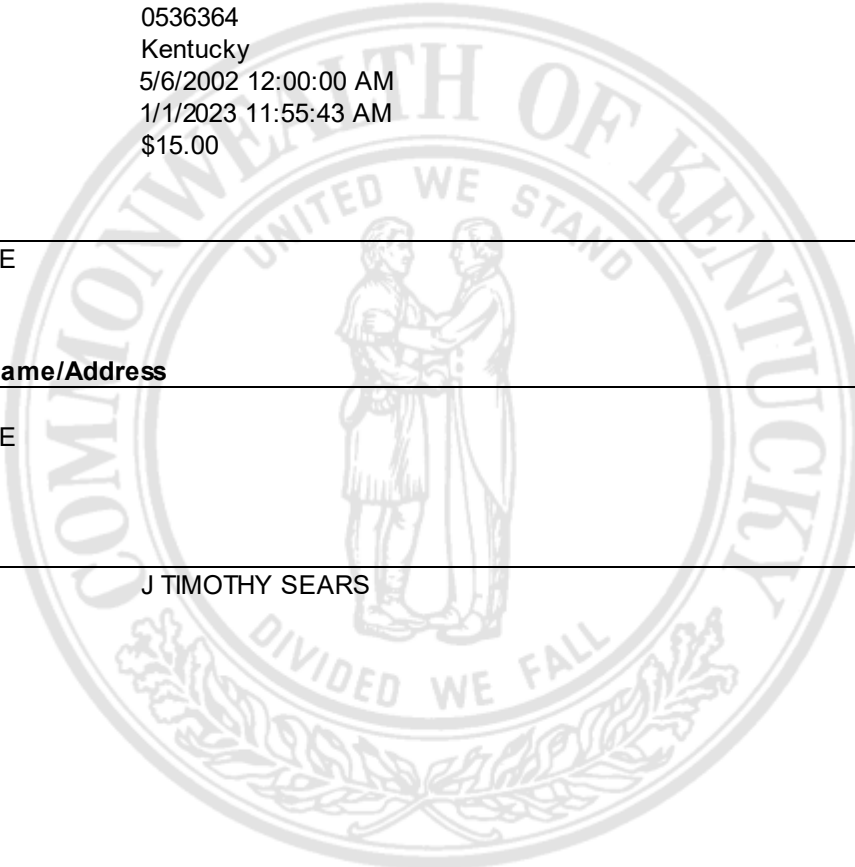 0536364
Kentucky
5/6/2002 12:00:00 AM
1/1/2023 11:55:43 AM
$15.00
COMMONWEALTH OF KENTUCKY
UNITED WE STAND
E
ame/Address
E
J TIMOTHY SEARS
DIVIDED WE FALL